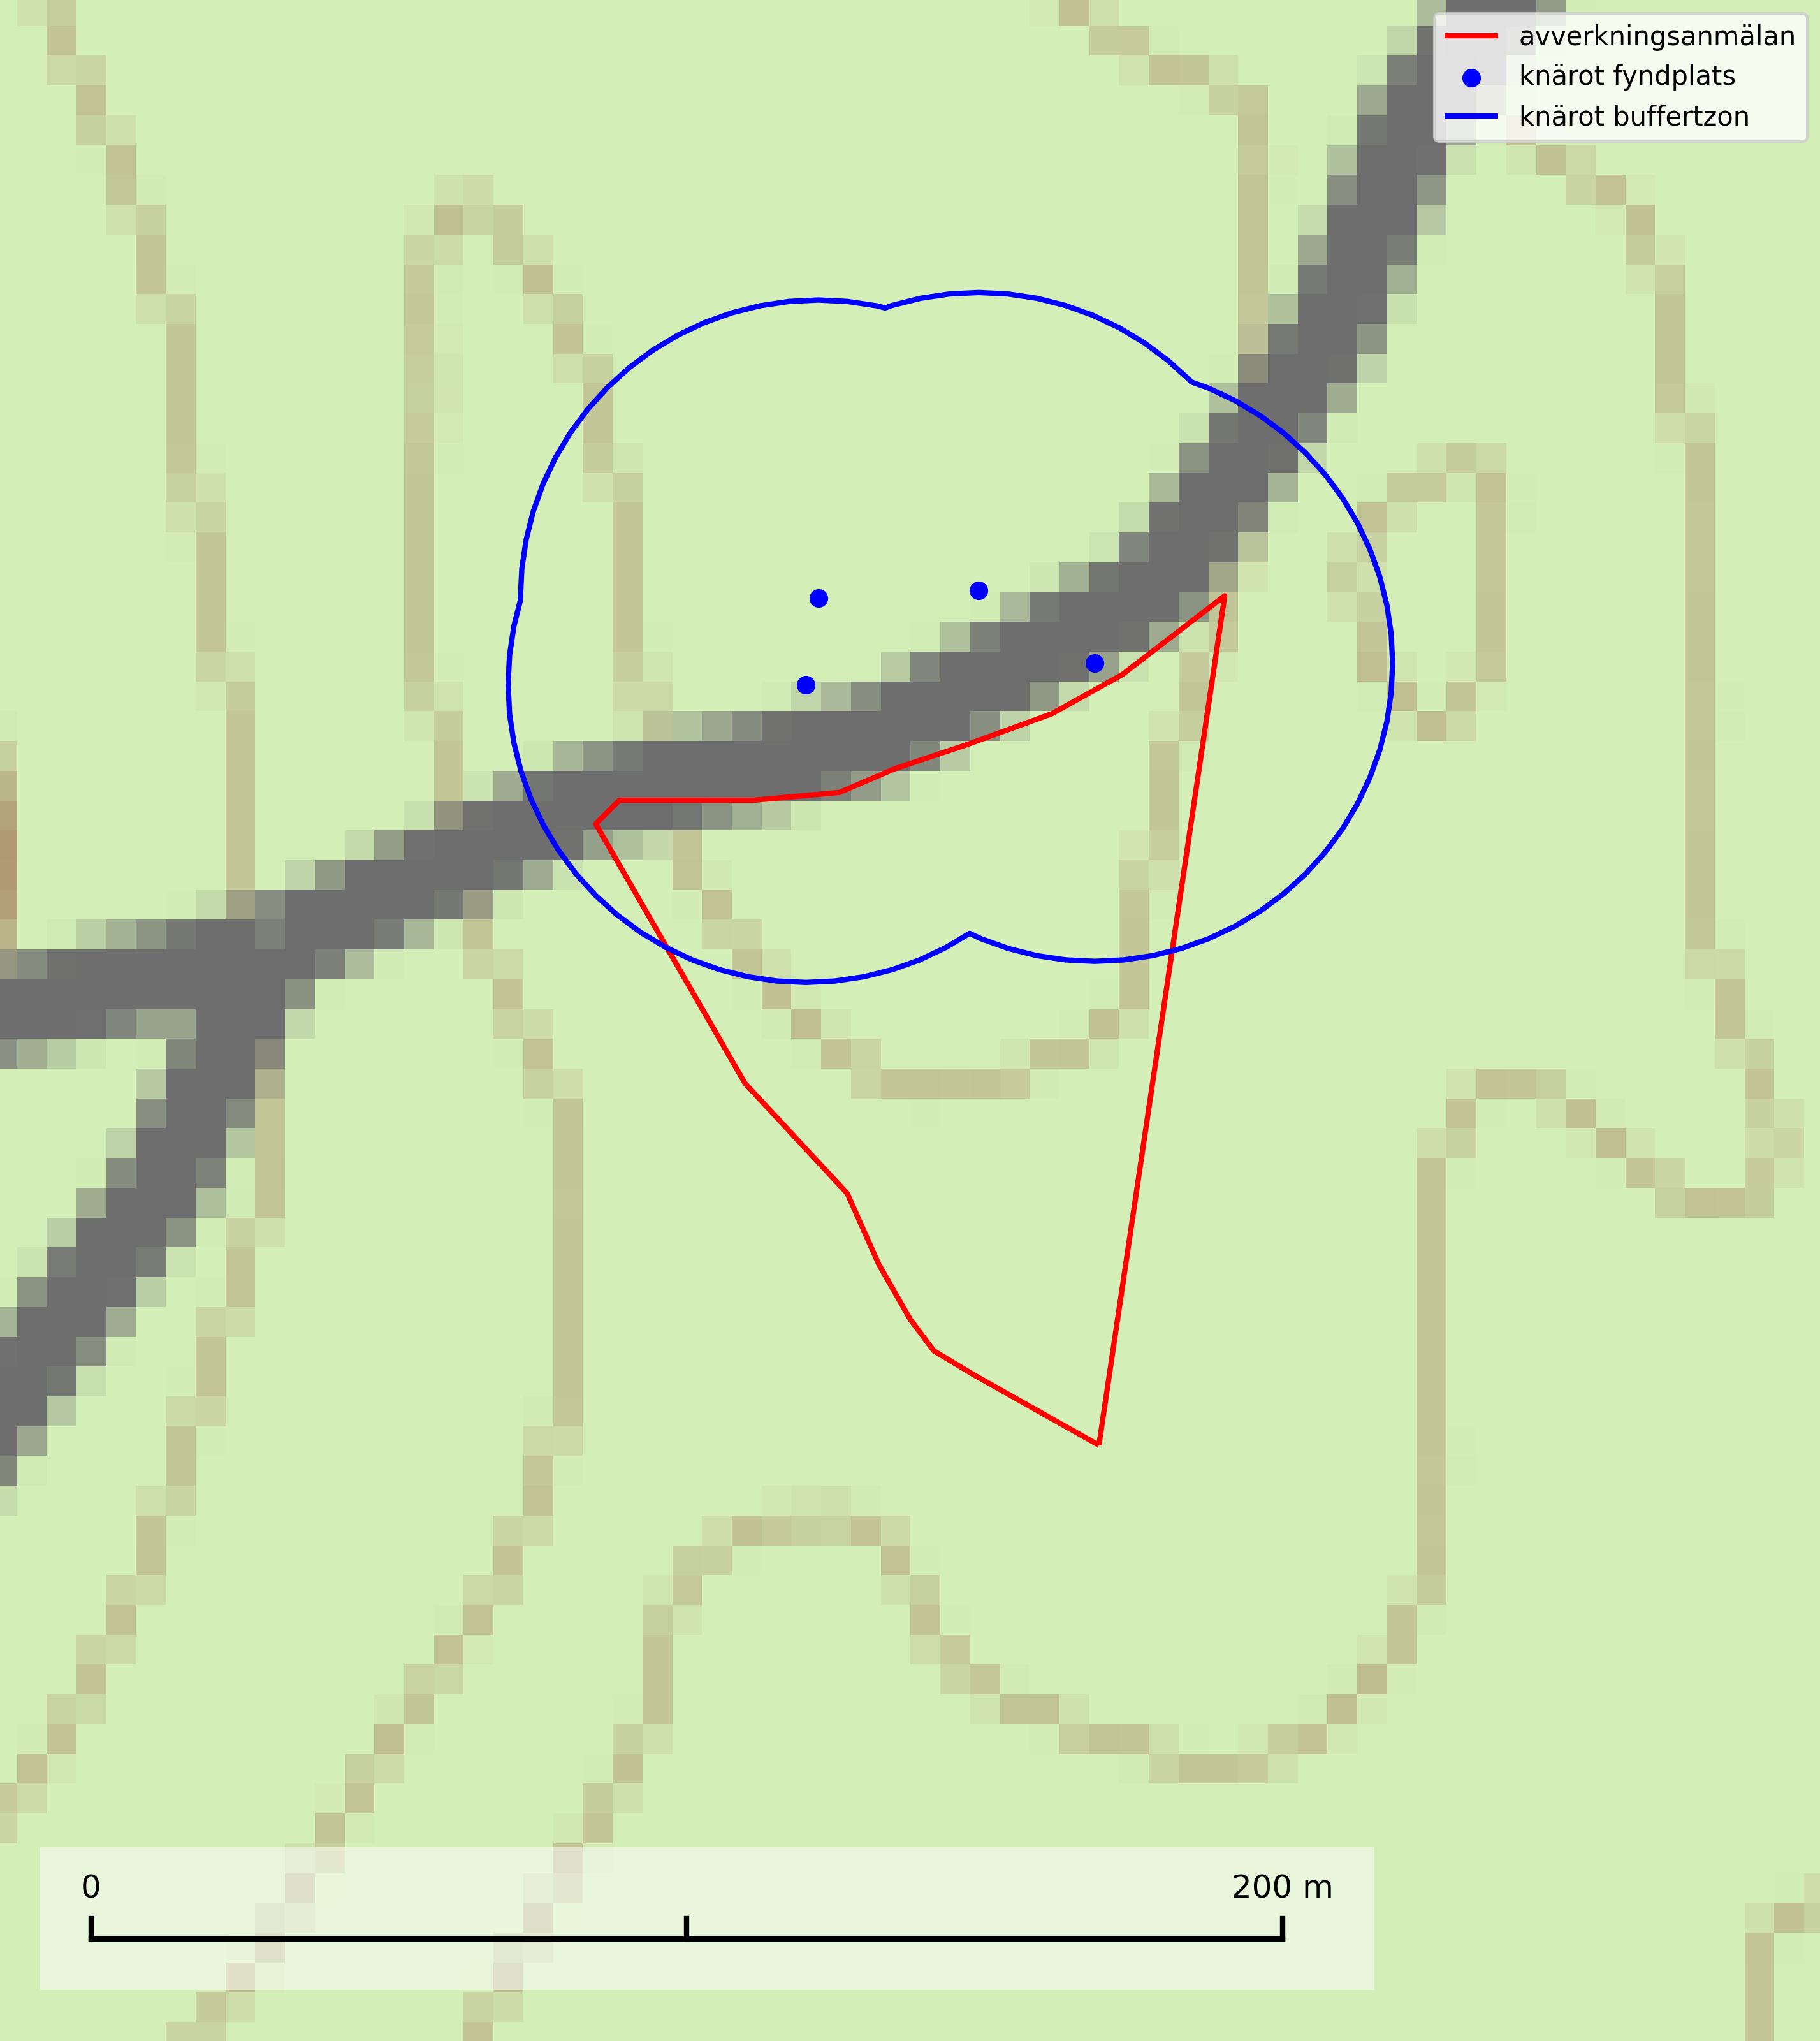 avverkningsanmälan
knärot fyndplats
knärot buffertzon
0 200 m